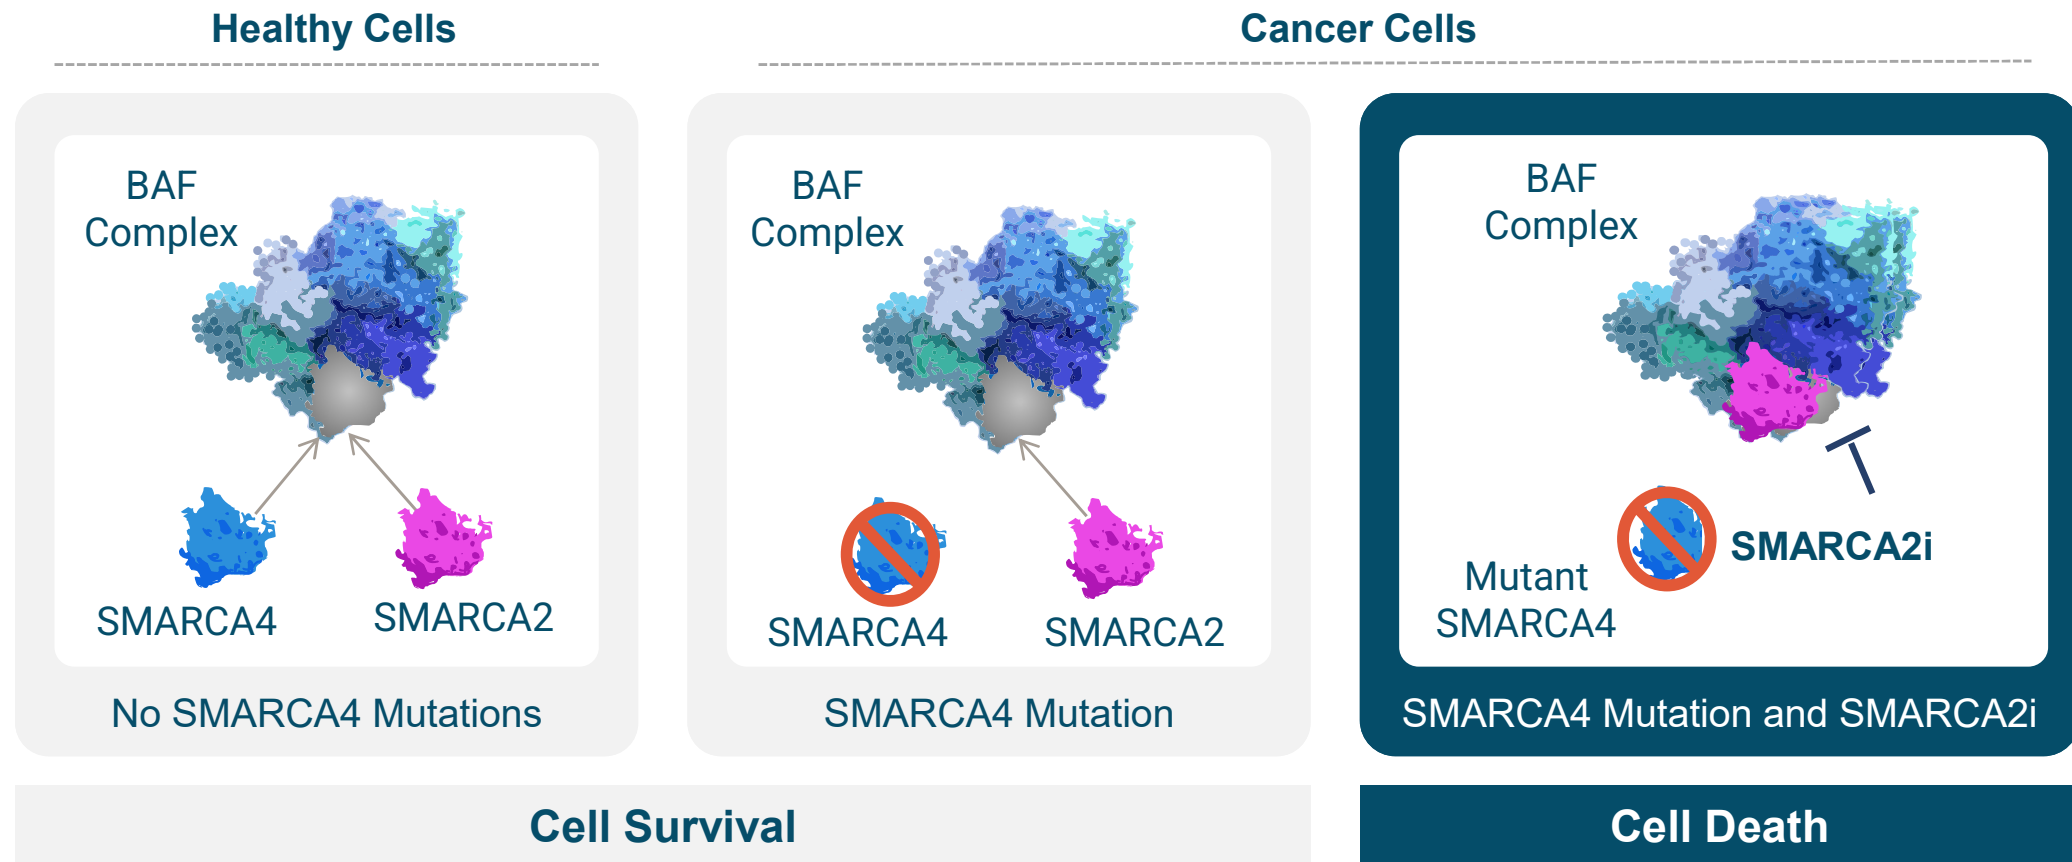 Healthy Cells
Cancer Cells
BAF
Complex
SMARCA4
SMARCA2
No SMARCA4 Mutations
BAF
Complex
SMARCA4
SMARCA2
SMARCA4 Mutation
BAF
Complex
SMARCA2i
Mutant
SMARCA4
SMARCA4 Mutation and SMARCA2i
Cell Survival
Cell Death